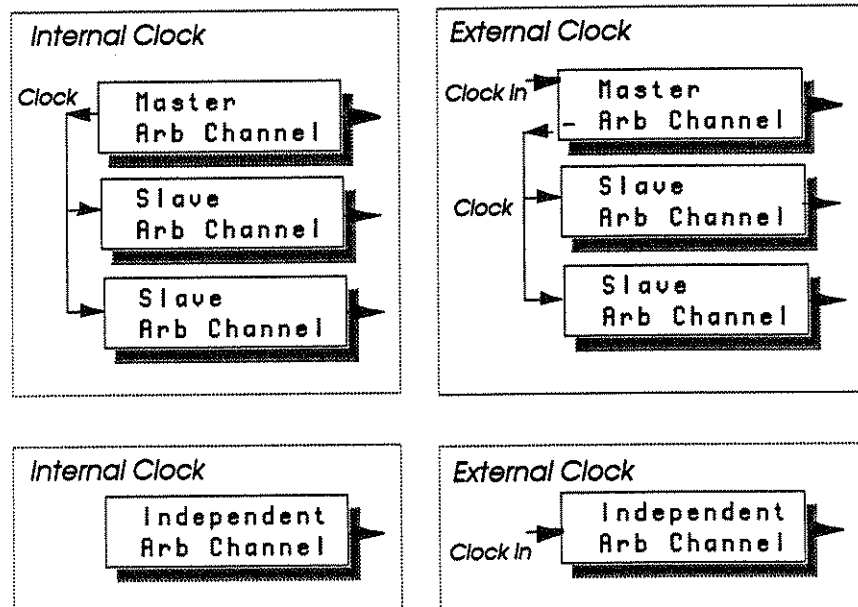 Internal Clock
Clock
Master
Arb Channel
Slave
Arb Channel
Slave
Arb Channel
External Clock
Clock In
Master
Arb Channel
Clock
Slave
Arb Channel
Slave
Arb Channel
Internal Clock
Independent
Arb Channel
External Clock
Clock In
Independent
Arb Channel